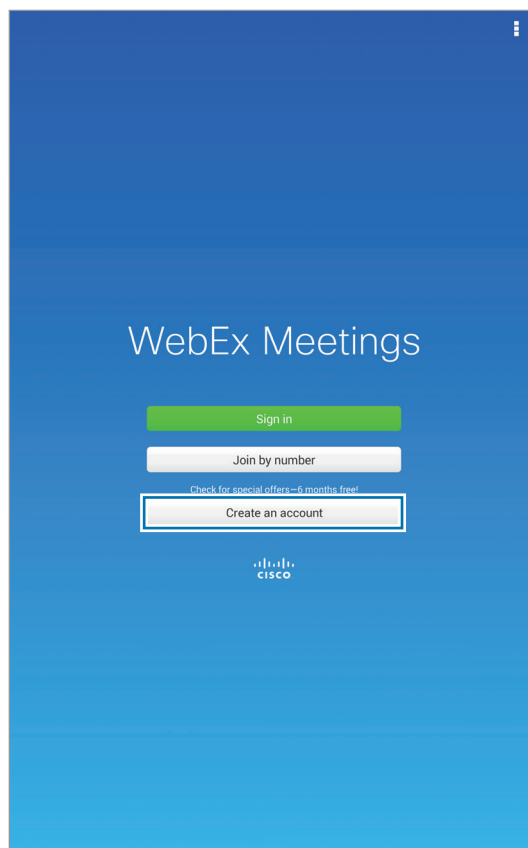 WebEx Meetings
Sign in
Join by number
Check for special offers–6 months free!
Create an account
CISCO